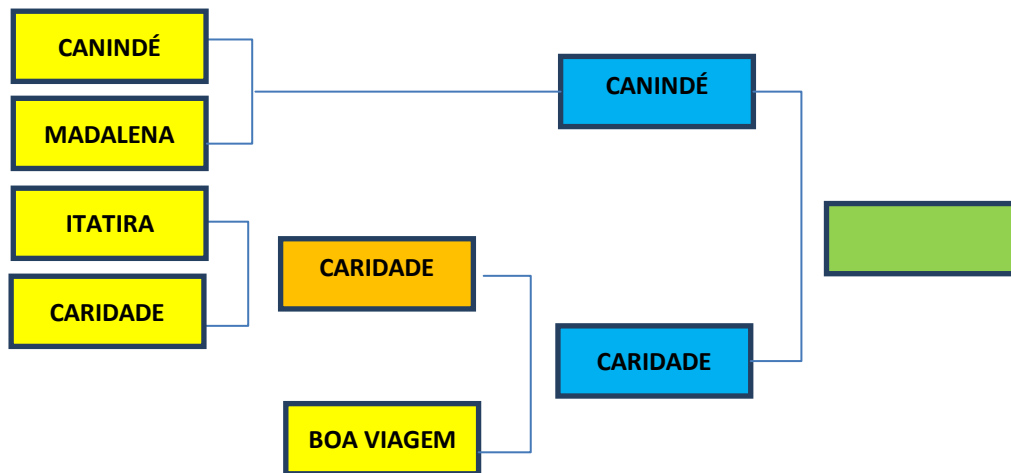 CANINDÉ
MADALENA
ITATIRA
CARIDADE
CARIDADE
BOA VIAGEM
CANINDÉ
CARIDADE